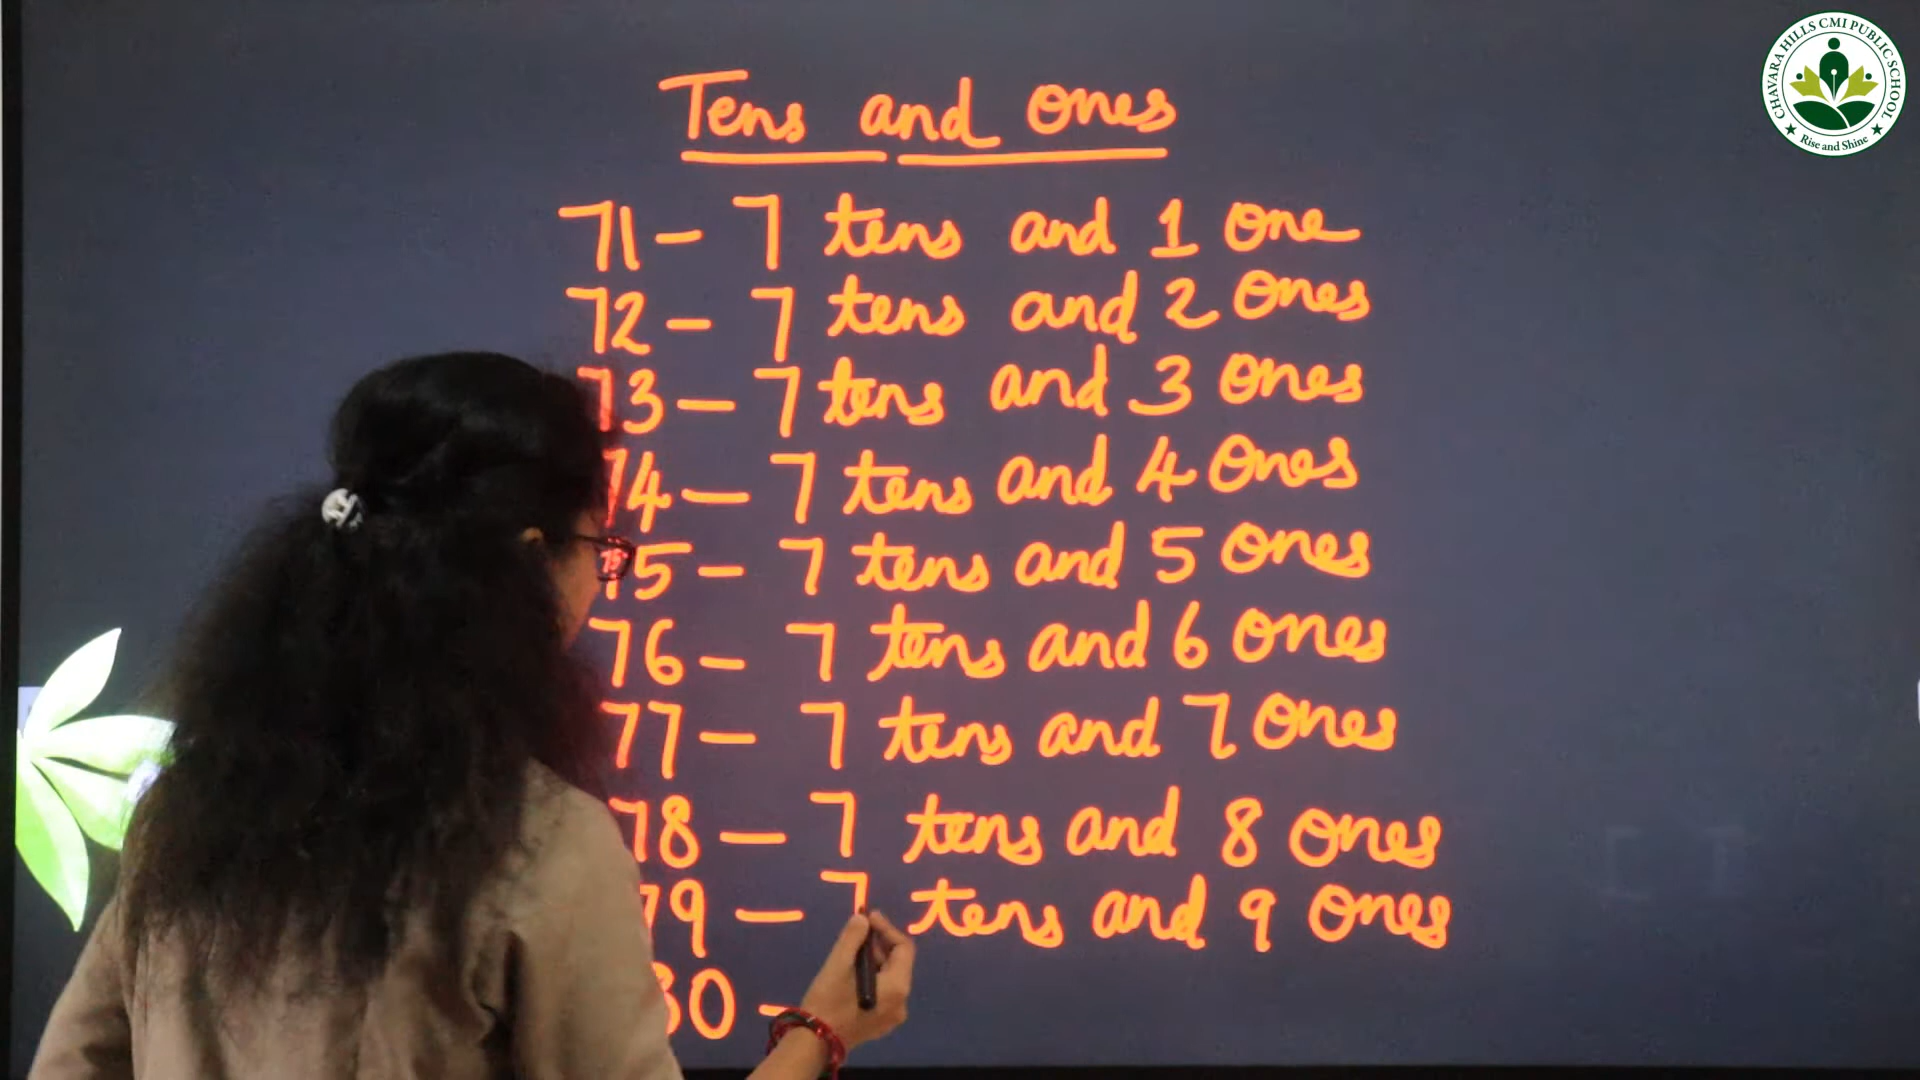 CHAVARA HILLS CMI PUBLIC SCHOOL
Rise and Shine
Tens and ones
71 - 7 tens and 1 one
72 - 7 tens and 2 ones
73 - 7 tens and 3 ones
74 - 7 tens and 4 ones
75 - 7 tens and 5 ones
76 - 7 tens and 6 ones
77 - 7 tens and 7 ones
78 - 7 tens and 8 ones
79 - 7 tens and 9 ones
80 -